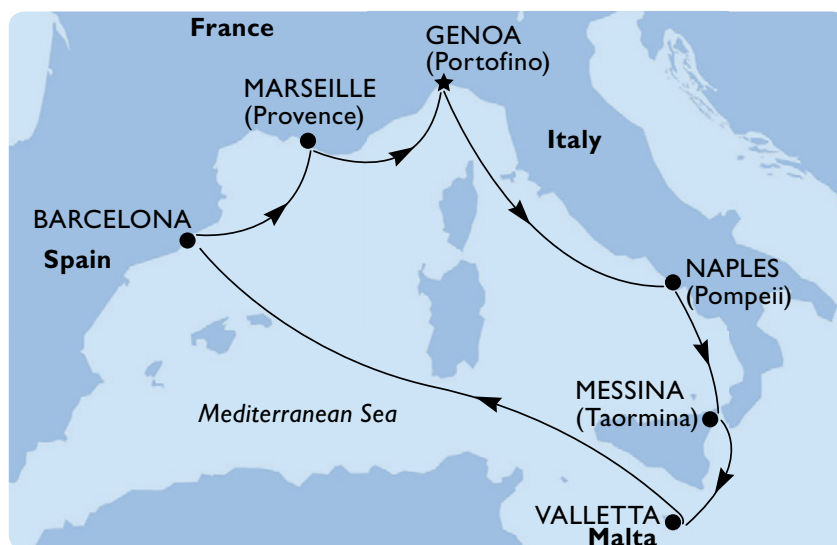 France
GENOA
(Portofino)
MARSEILLE
(Provence)
Italy
BARCELONA
Spain
NAPLES
(Pompeii)
MESSINA
(Taormina)
Mediterranean Sea
VALLETTA
Malta